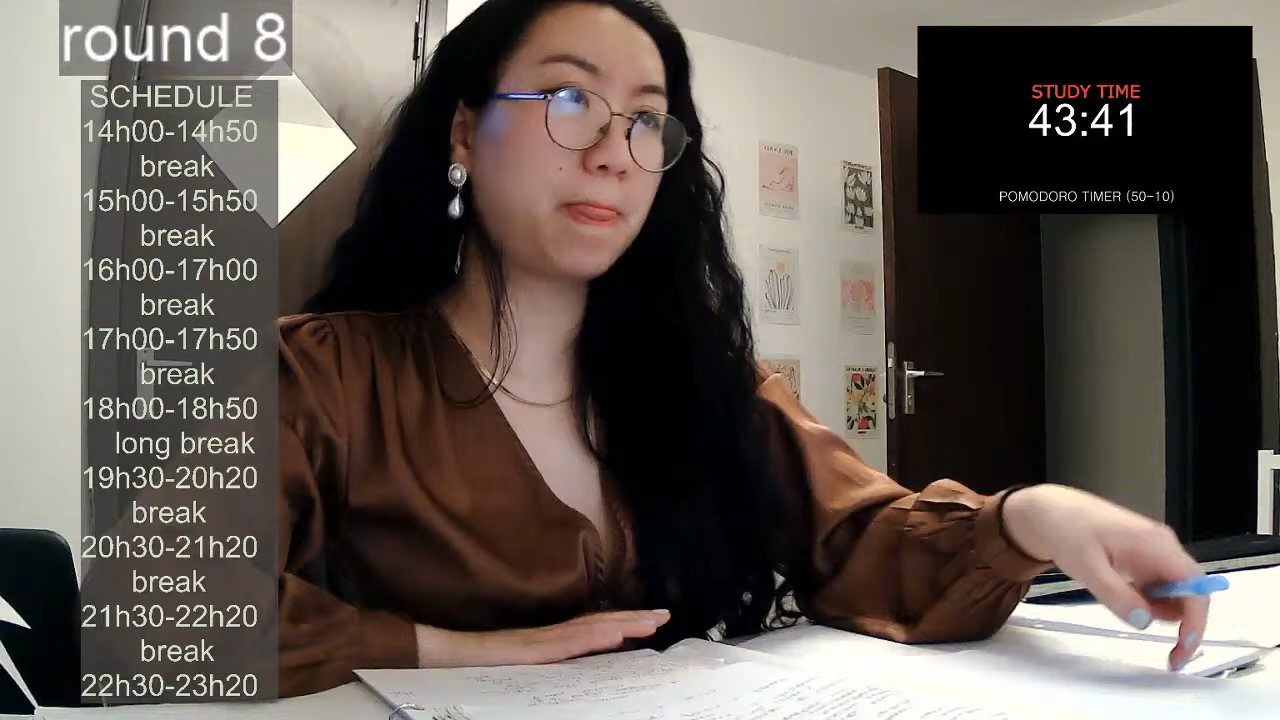 round 8
SCHEDULE
14h00-14h50
break
15h00-15h50
break
16h00-17h00
break
17h00-17h50
break
18h00-18h50
long break
19h30-20h20
break
20h30-21h20
break
21h30-22h20
break
22h30-23h20
STUDY TIME
43:41
POMODORO TIMER (50-10)